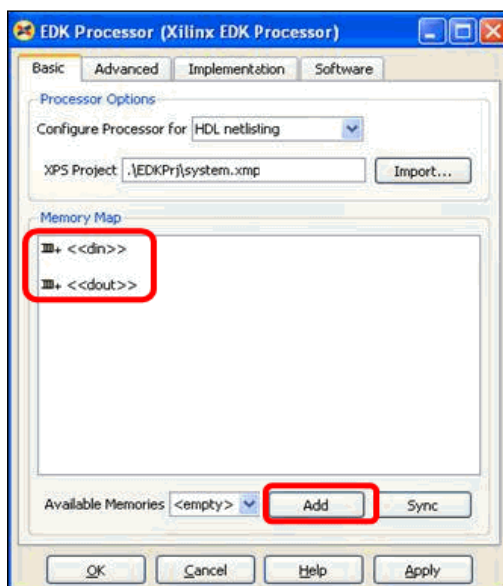 EDK Processor (Xilinx EDK Processor)
Basic Advanced Implementation Software
Processor Options
Configure Processor for HDL netlisting
XPS Project .\EDKPrj\system.xmp Import...
Memory Map
<<din>>
<<dout>>
Available Memories <empty> Add Sync
OK Cancel Help Apply